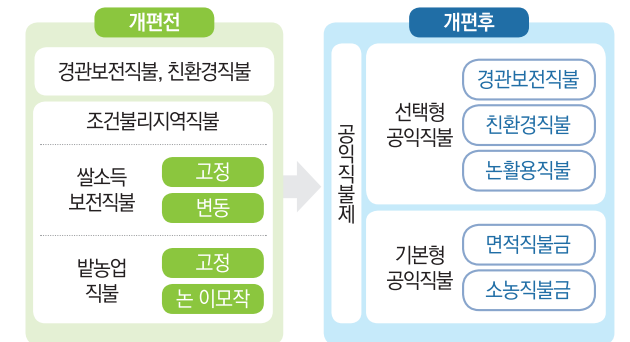 개편전
경관보전직불, 친환경직불
조건불리지역직불
쌀소득
보전직불
고정
변동
밭농업
직불
고정
논 이모작
개편후
공익직불제
선택형
공익직불
경관보전직불
친환경직불
논활용직불
기본형
공익직불
면적직불금
소농직불금